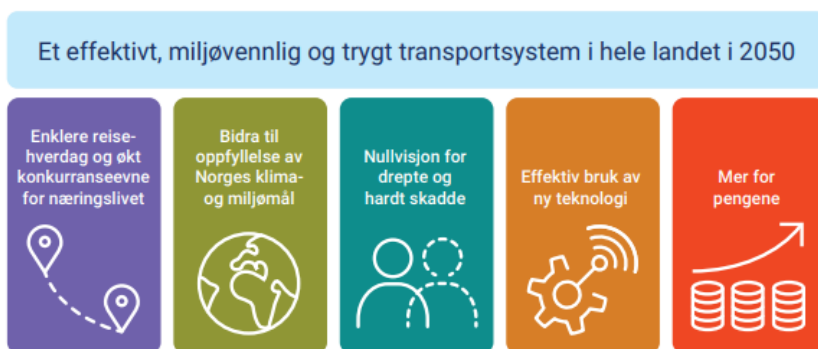 Et effektivt, miljøvennlig og trygt transportsystem i hele landet i 2050
Enklere reise-
hverdag og økt
konkurranseevne
for næringslivet
Bidra til
oppfyllelse av
Norges klima-
og miljømål
Nullvisjon for
drepte og
hardt skadde
Effektiv bruk av
ny teknologi
Mer for
pengene